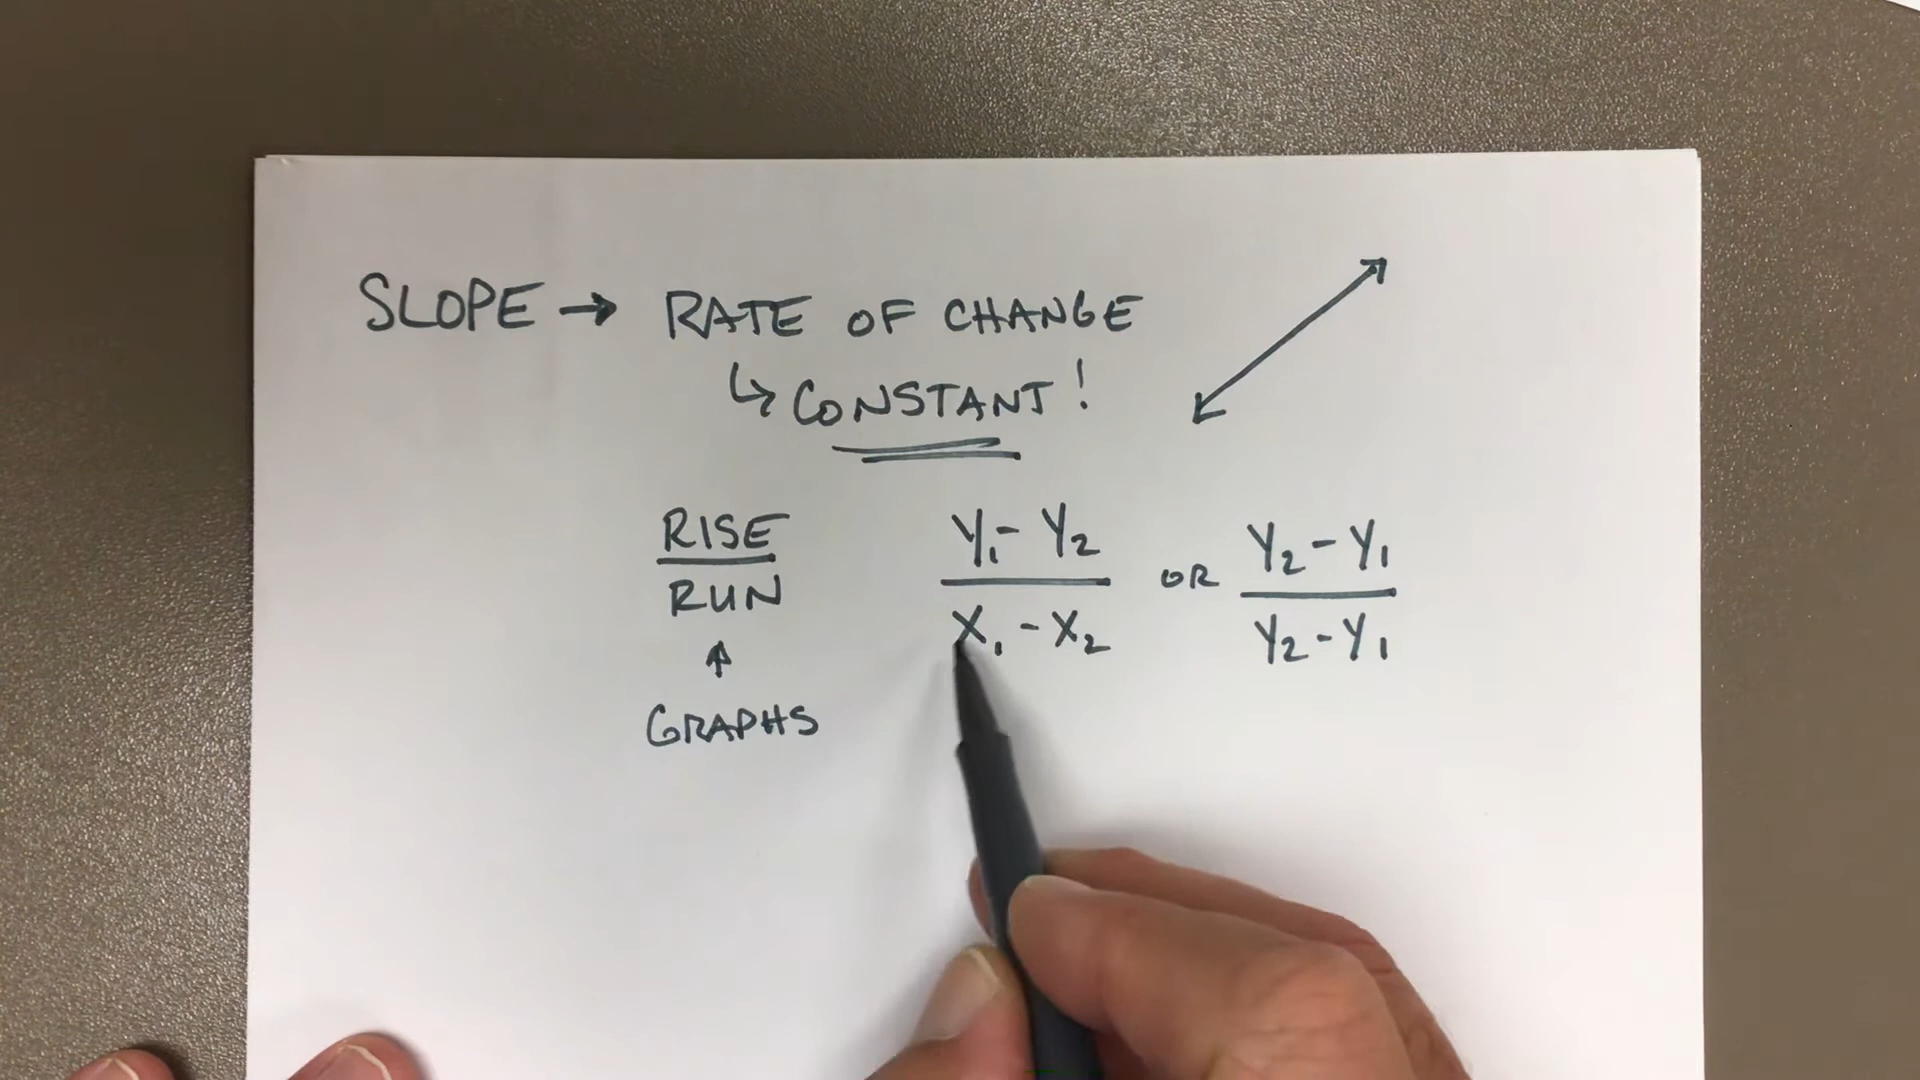 SLOPE → RATE OF CHANGE
↳ CONSTANT!
RISE
RUN
↑
GRAPHS
Y₁ - Y₂
X₁ - X₂
OR
Y₂ - Y₁
Y₂ - Y₁